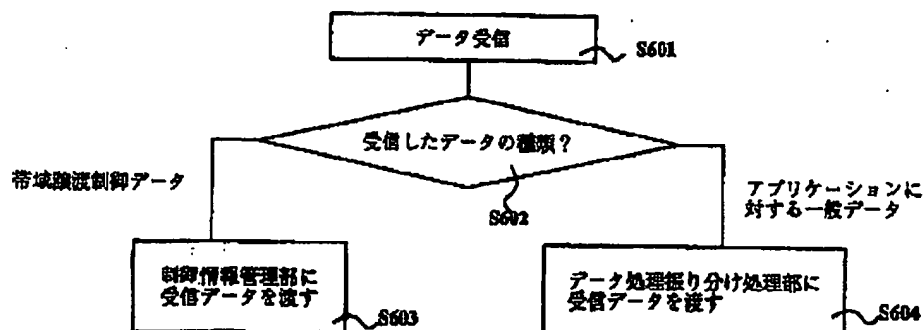 データ受信
S601
受信したデータの種類？
S602
帯域譲渡制御データ
アプリケーションに
対する一般データ
制御情報管理部に
受信データを渡す
S603
データ処理振り分け処理部に
受信データを渡す
S604